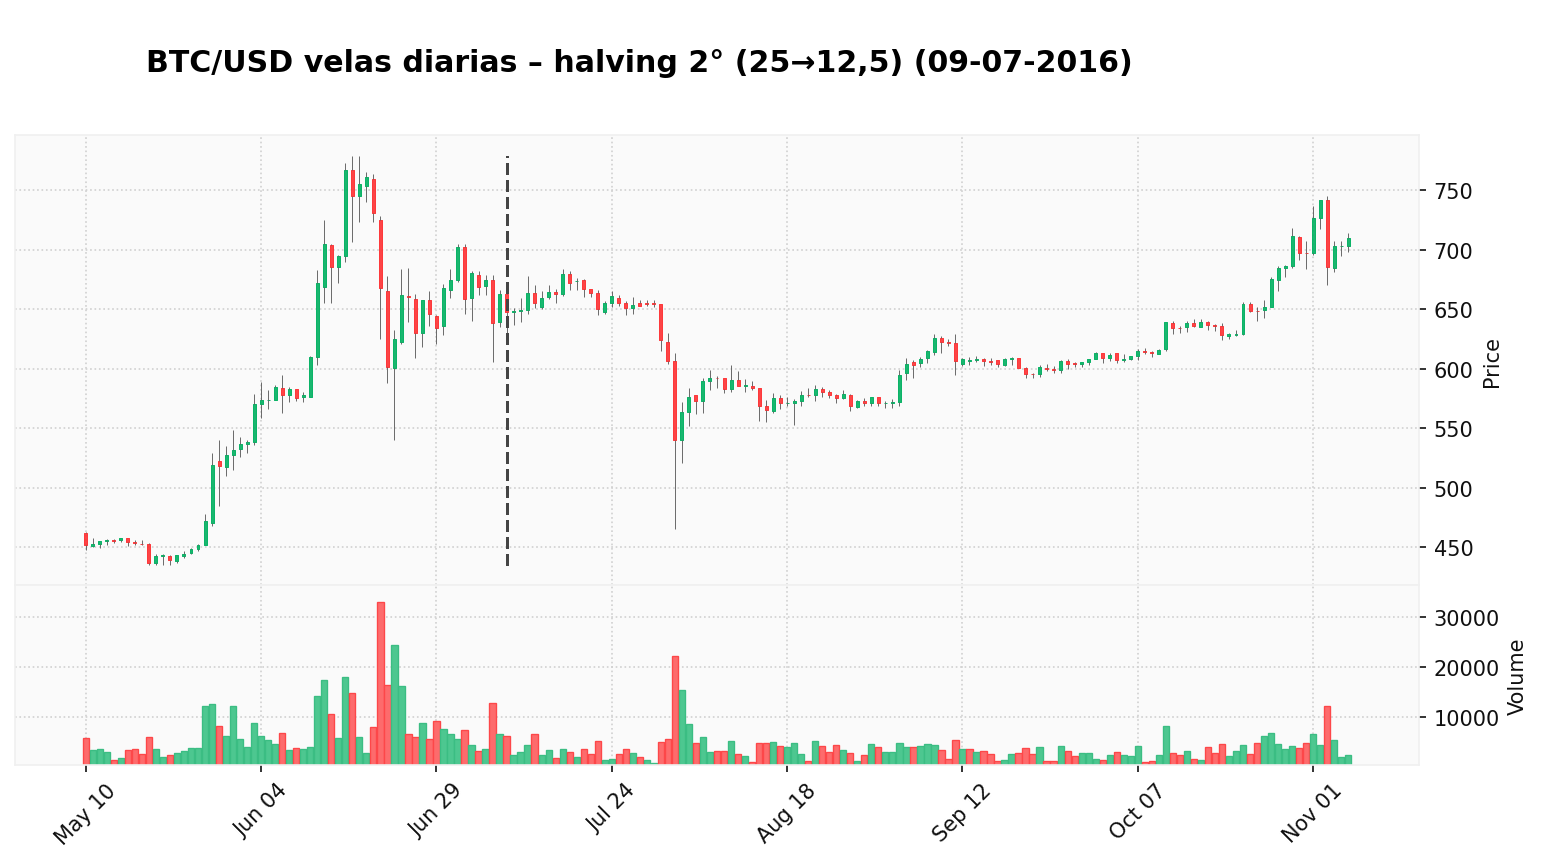 BTC/USD velas diarias – halving 2° (25→12,5) (09-07-2016)
750
700
650
600
550
500
450
Price
30000
20000
10000
Volume
May 10
Jun 04
Jun 29
Jul 24
Aug 18
Sep 12
Oct 07
Nov 01